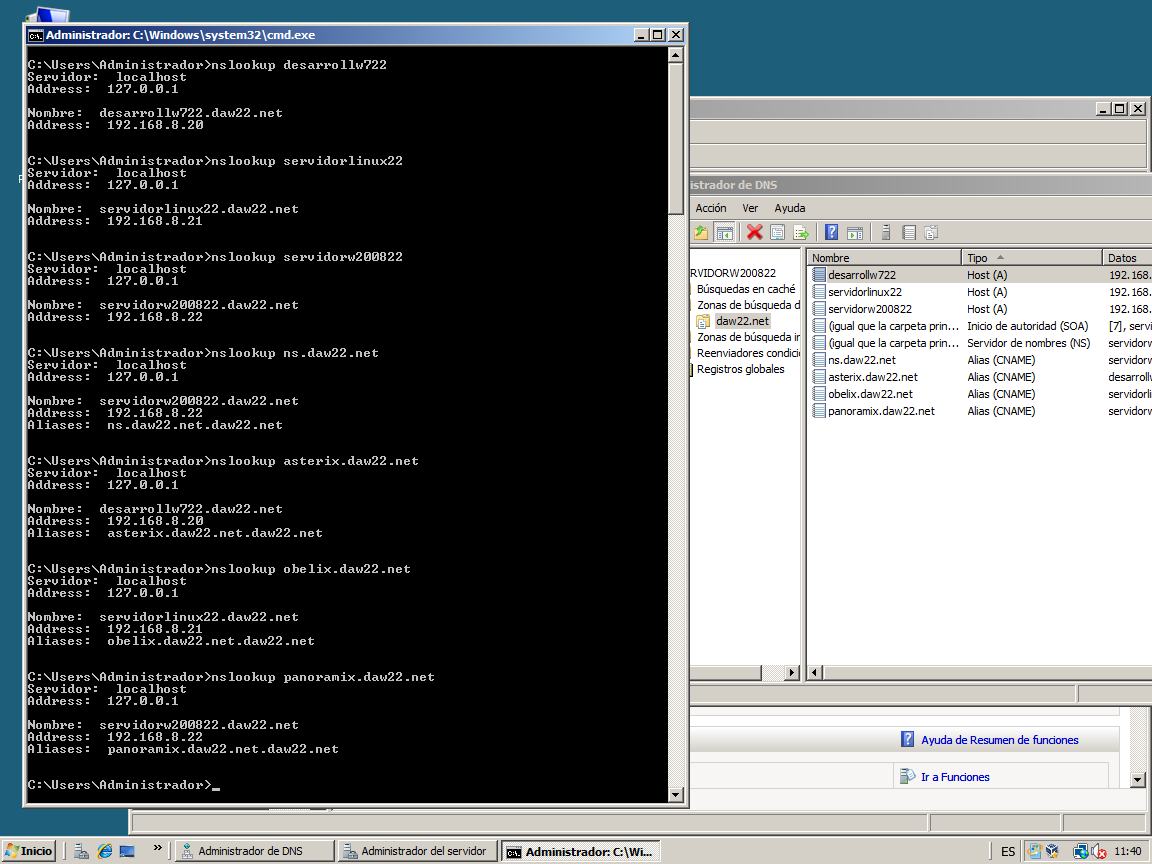 Administrador: C:\Windows\system32\cmd.exe
C:\Users\Administrador>nslookup desarrollw722
Servidor:  localhost
Address:  127.0.0.1
Nombre:  desarrollw722.daw22.net
Address:  192.168.8.20
C:\Users\Administrador>nslookup servidorlinux22
Servidor:  localhost
Address:  127.0.0.1
Nombre:  servidorlinux22.daw22.net
Address:  192.168.8.21
C:\Users\Administrador>nslookup servidorw200822
Servidor:  localhost
Address:  127.0.0.1
Nombre:  servidorw200822.daw22.net
Address:  192.168.8.22
C:\Users\Administrador>nslookup ns.daw22.net
Servidor:  localhost
Address:  127.0.0.1
Nombre:  servidorw200822.daw22.net
Address:  192.168.8.22
Aliases:  ns.daw22.net.daw22.net
C:\Users\Administrador>nslookup asterix.daw22.net
Servidor:  localhost
Address:  127.0.0.1
Nombre:  desarrollw722.daw22.net
Address:  192.168.8.20
Aliases:  asterix.daw22.net.daw22.net
C:\Users\Administrador>nslookup obelix.daw22.net
Servidor:  localhost
Address:  127.0.0.1
Nombre:  servidorlinux22.daw22.net
Address:  192.168.8.21
Aliases:  obelix.daw22.net.daw22.net
C:\Users\Administrador>nslookup panoramix.daw22.net
Servidor:  localhost
Address:  127.0.0.1
Nombre:  servidorw200822.daw22.net
Address:  192.168.8.22
Aliases:  panoramix.daw22.net.daw22.net
C:\Users\Administrador>_
istrador de DNS
Acción Ver Ayuda
RVIDORW200822
Búsquedas en caché
Zonas de búsqueda d
daw22.net
Zonas de búsqueda in
Reenviadores condici
Registros globales
Nombre Tipo Datos
desarrollw722 Host (A) 192.168.
servidorlinux22 Host (A) 192.168.
servidorw200822 Host (A) 192.168.
(igual que la carpeta prin... Inicio de autoridad (SOA) [7], servi
(igual que la carpeta prin... Servidor de nombres (NS) servidorw
ns.daw22.net Alias (CNAME) servidorw
asterix.daw22.net Alias (CNAME) desarroll
obelix.daw22.net Alias (CNAME) servidorli
panoramix.daw22.net Alias (CNAME) servidorw
Ayuda de Resumen de funciones
Ir a Funciones
Inicio » Administrador de DNS Administrador del servidor Administrador: C:\Wi... ES 11:40